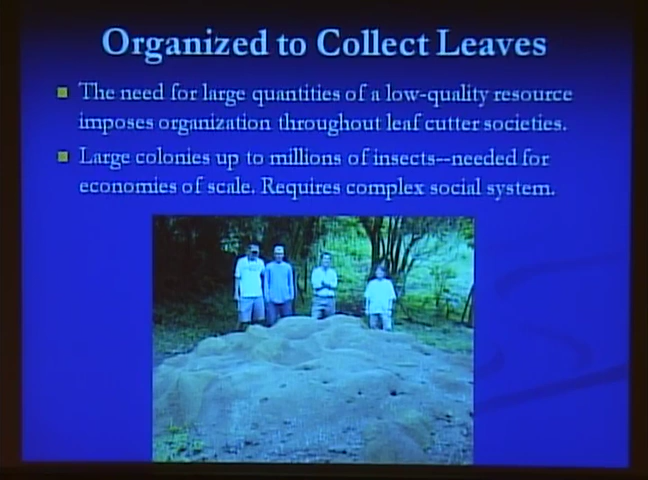 Organized to Collect Leaves
The need for large quantities of a low-quality resource
imposes organization throughout leaf cutter societies.
Large colonies up to millions of insects--needed for
economies of scale. Requires complex social system.